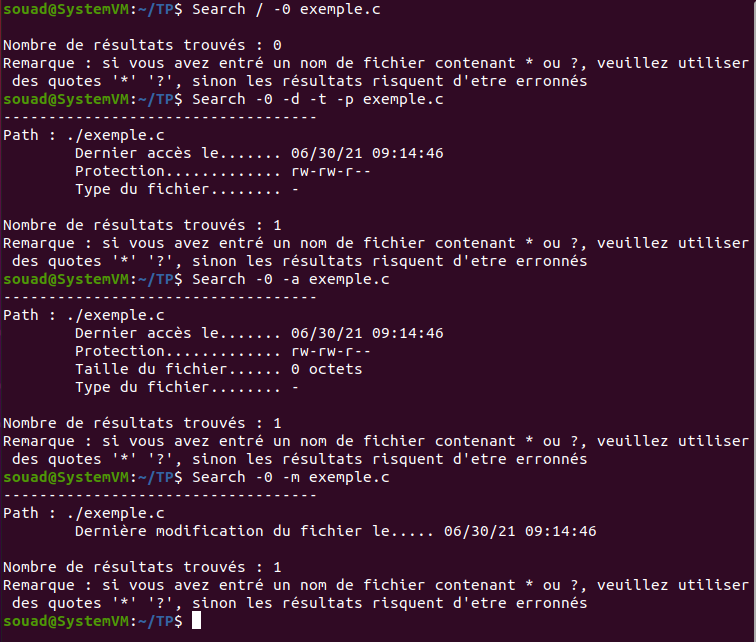 souad@SystemVM:~/TP$ Search / -0 exemple.c
Nombre de résultats trouvés : 0
Remarque : si vous avez entré un nom de fichier contenant * ou ?, veuillez utiliser
des quotes '*' '?', sinon les résultats risquent d'etre erronnés
souad@SystemVM:~/TP$ Search -0 -d -t -p exemple.c
-----------------------------------
Path : ./exemple.c
Dernier accès le....... 06/30/21 09:14:46
Protection............. rw-rw-r--
Type du fichier........ -
Nombre de résultats trouvés : 1
Remarque : si vous avez entré un nom de fichier contenant * ou ?, veuillez utiliser
des quotes '*' '?', sinon les résultats risquent d'etre erronnés
souad@SystemVM:~/TP$ Search -0 -a exemple.c
-----------------------------------
Path : ./exemple.c
Dernier accès le....... 06/30/21 09:14:46
Protection............. rw-rw-r--
Taille du fichier...... 0 octets
Type du fichier........ -
Nombre de résultats trouvés : 1
Remarque : si vous avez entré un nom de fichier contenant * ou ?, veuillez utiliser
des quotes '*' '?', sinon les résultats risquent d'etre erronnés
souad@SystemVM:~/TP$ Search -0 -m exemple.c
-----------------------------------
Path : ./exemple.c
Dernière modification du fichier le..... 06/30/21 09:14:46
Nombre de résultats trouvés : 1
Remarque : si vous avez entré un nom de fichier contenant * ou ?, veuillez utiliser
des quotes '*' '?', sinon les résultats risquent d'etre erronnés
souad@SystemVM:~/TP$